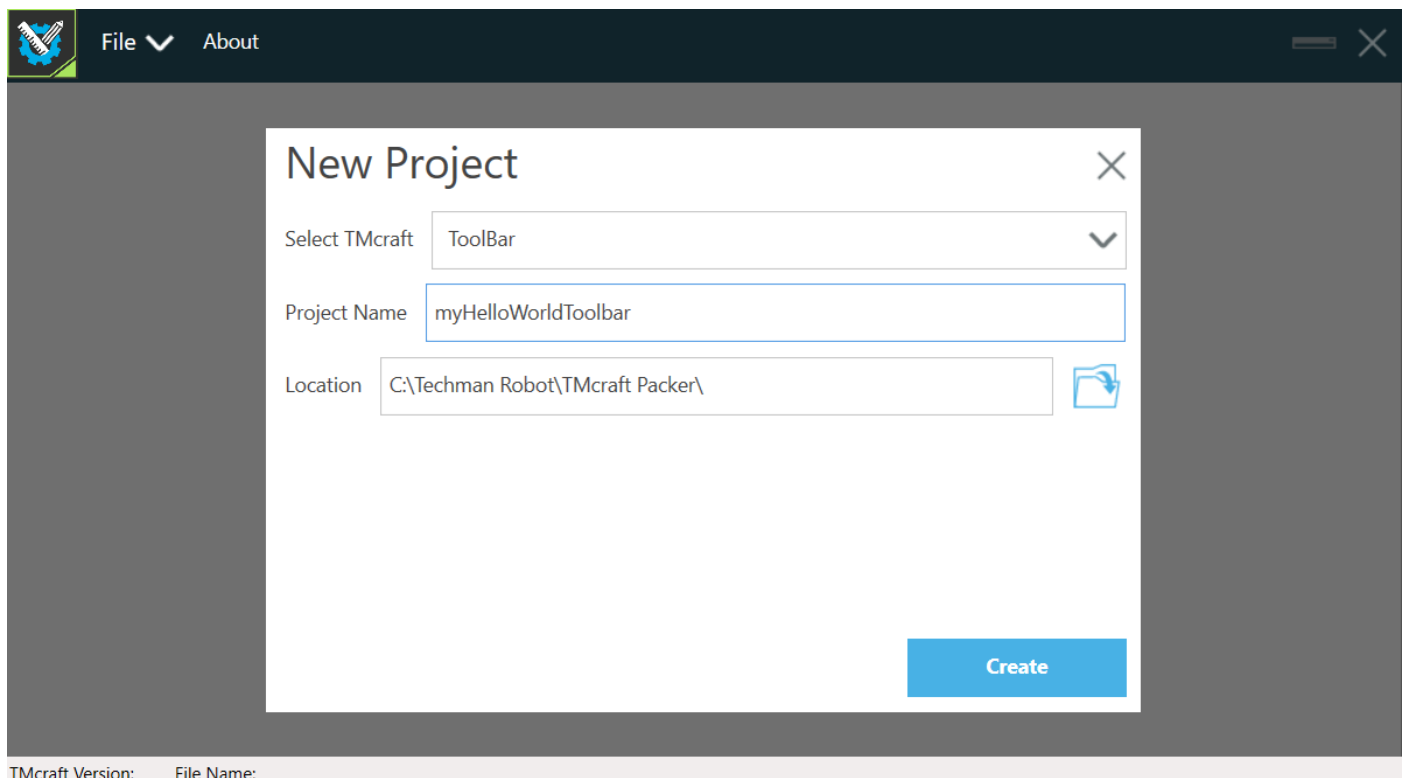 File About
New Project
Select TMcraft ToolBar
Project Name myHelloWorldToolbar
Location C:\Techman Robot\TMcraft Packer\
Create
TMcraft Version: File Name: